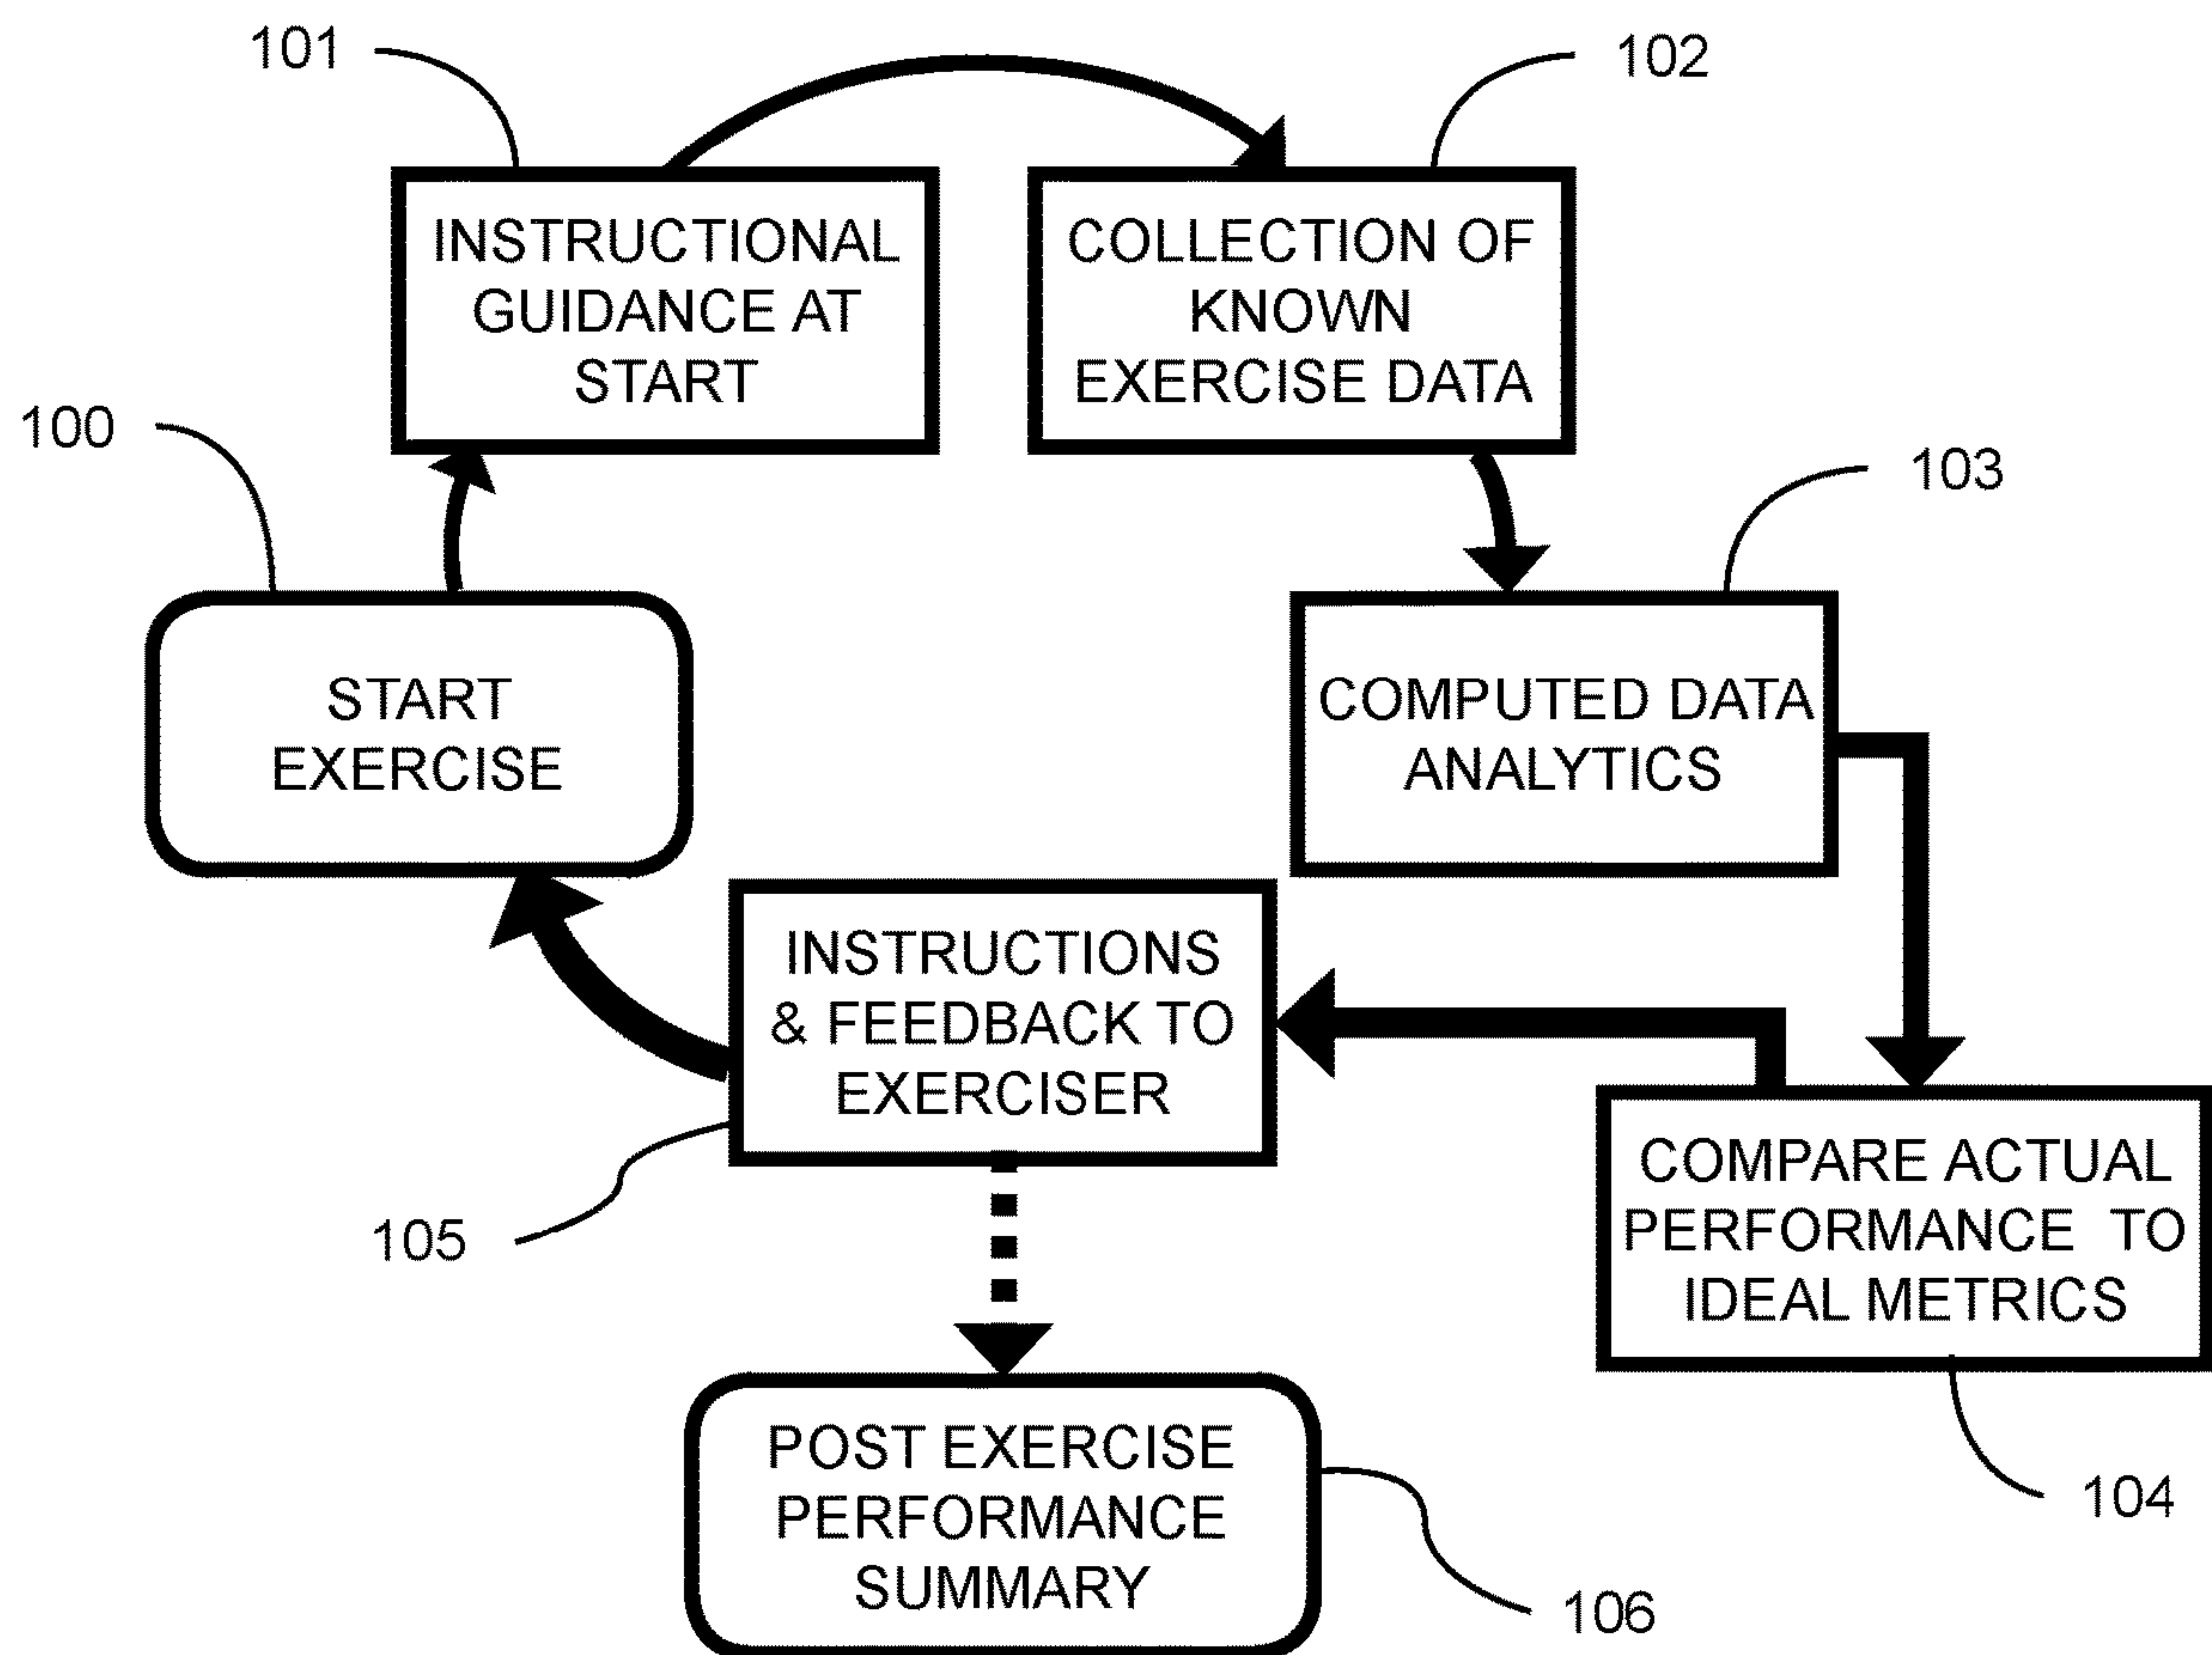 101
102
INSTRUCTIONAL
GUIDANCE AT
START
COLLECTION OF
KNOWN
EXERCISE DATA
100
103
START
EXERCISE
COMPUTED DATA
ANALYTICS
INSTRUCTIONS
& FEEDBACK TO
EXERCISER
105
COMPARE ACTUAL
PERFORMANCE TO
IDEAL METRICS
104
POST EXERCISE
PERFORMANCE
SUMMARY
106